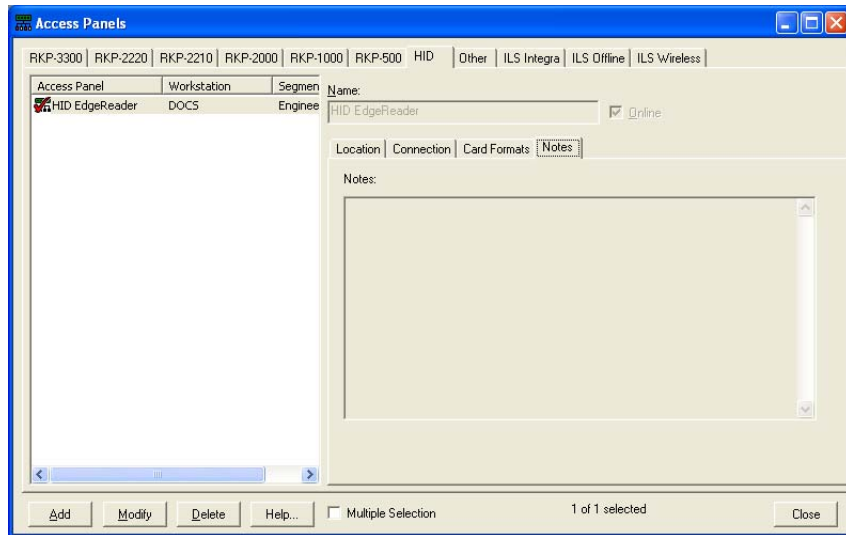 Access Panels
RKP-3300 RKP-2220 RKP-2210 RKP-2000 RKP-1000 RKP-500 HID Other ILS Integra ILS Offline ILS Wireless
Access Panel Workstation Segmen
HID EdgeReader DOCS Enginee
Name:
HID EdgeReader Online
Location Connection Card Formats Notes
Notes:
Add Modify Delete Help... Multiple Selection 1 of 1 selected Close